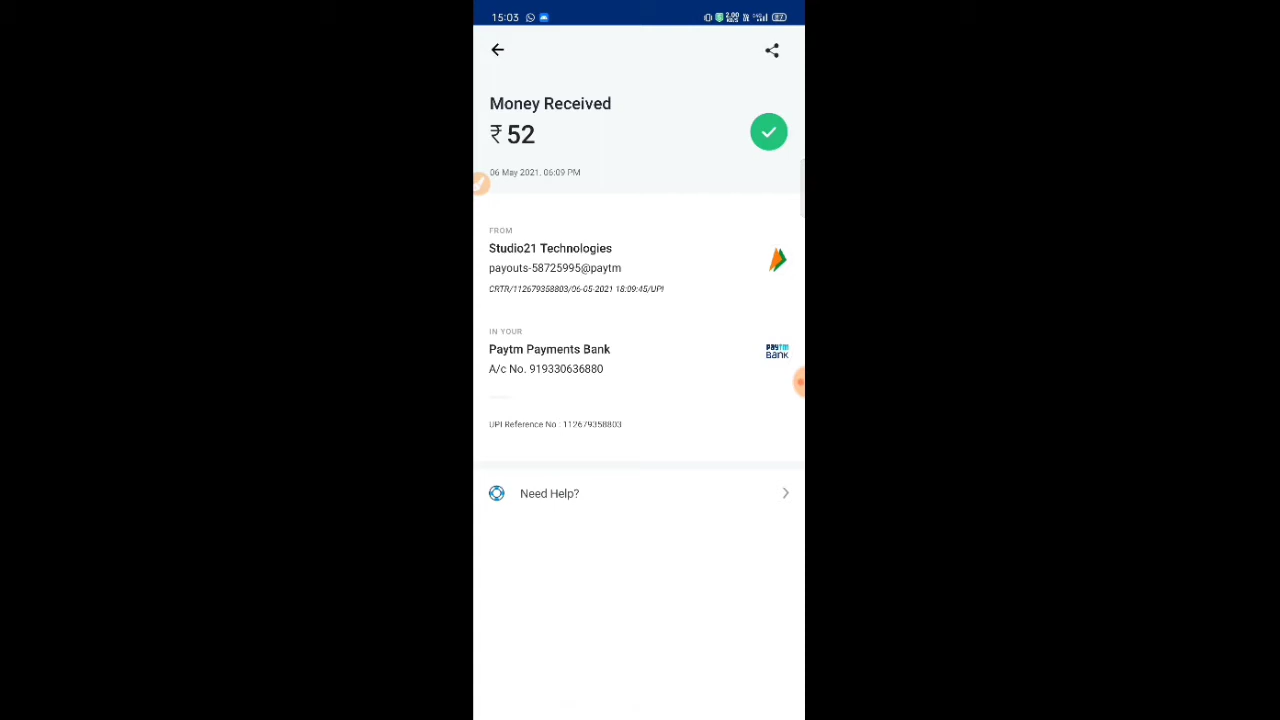 15:03
Money Received
₹ 52
06 May 2021, 06:09 PM
FROM
Studio21 Technologies
payouts-58725995@paytm
CRTR/112679358803/06-05-2021 18:09:45/UPI
IN YOUR
Paytm Payments Bank
paytm
BANK
A/c No. 919330636880
UPI Reference No : 112679358803
Need Help?